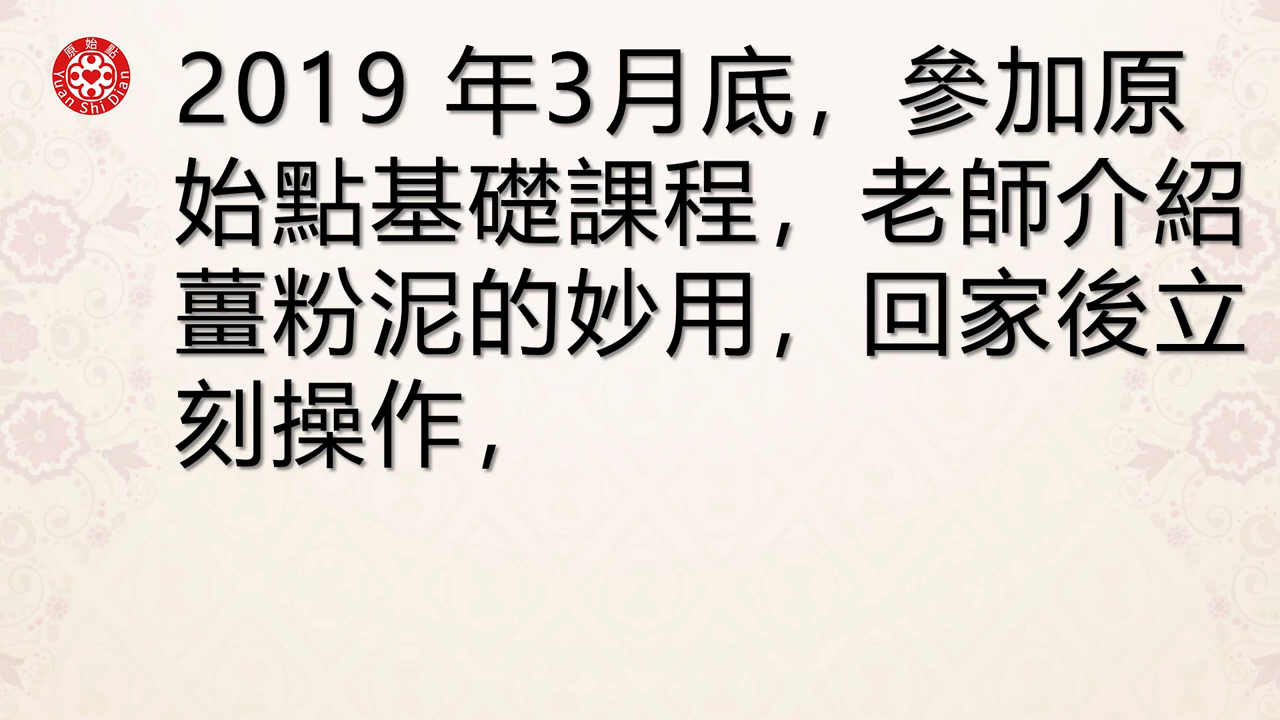 原始點
Yuan Shi Dian
2019 年3月底，參加原
始點基礎課程，老師介紹
薑粉泥的妙用，回家後立
刻操作，